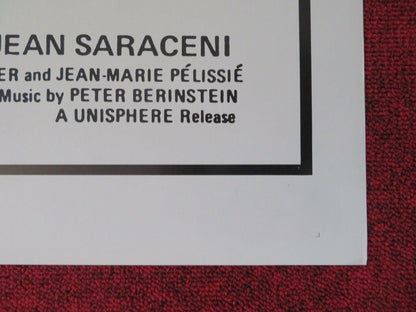 JEAN SARACENI
ER and JEAN-MARIE PÉLISSIÉ
Music by PETER BERINSTEIN
A UNISPHERE Release